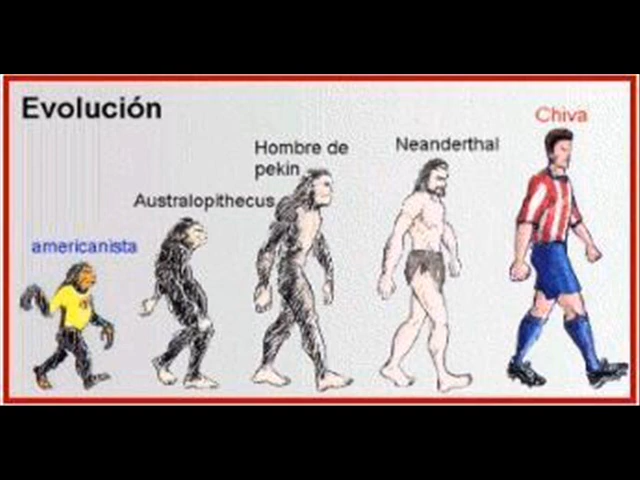 Evolución
Chiva
Hombre de
pekin
Neanderthal
Australopithecus
americanista